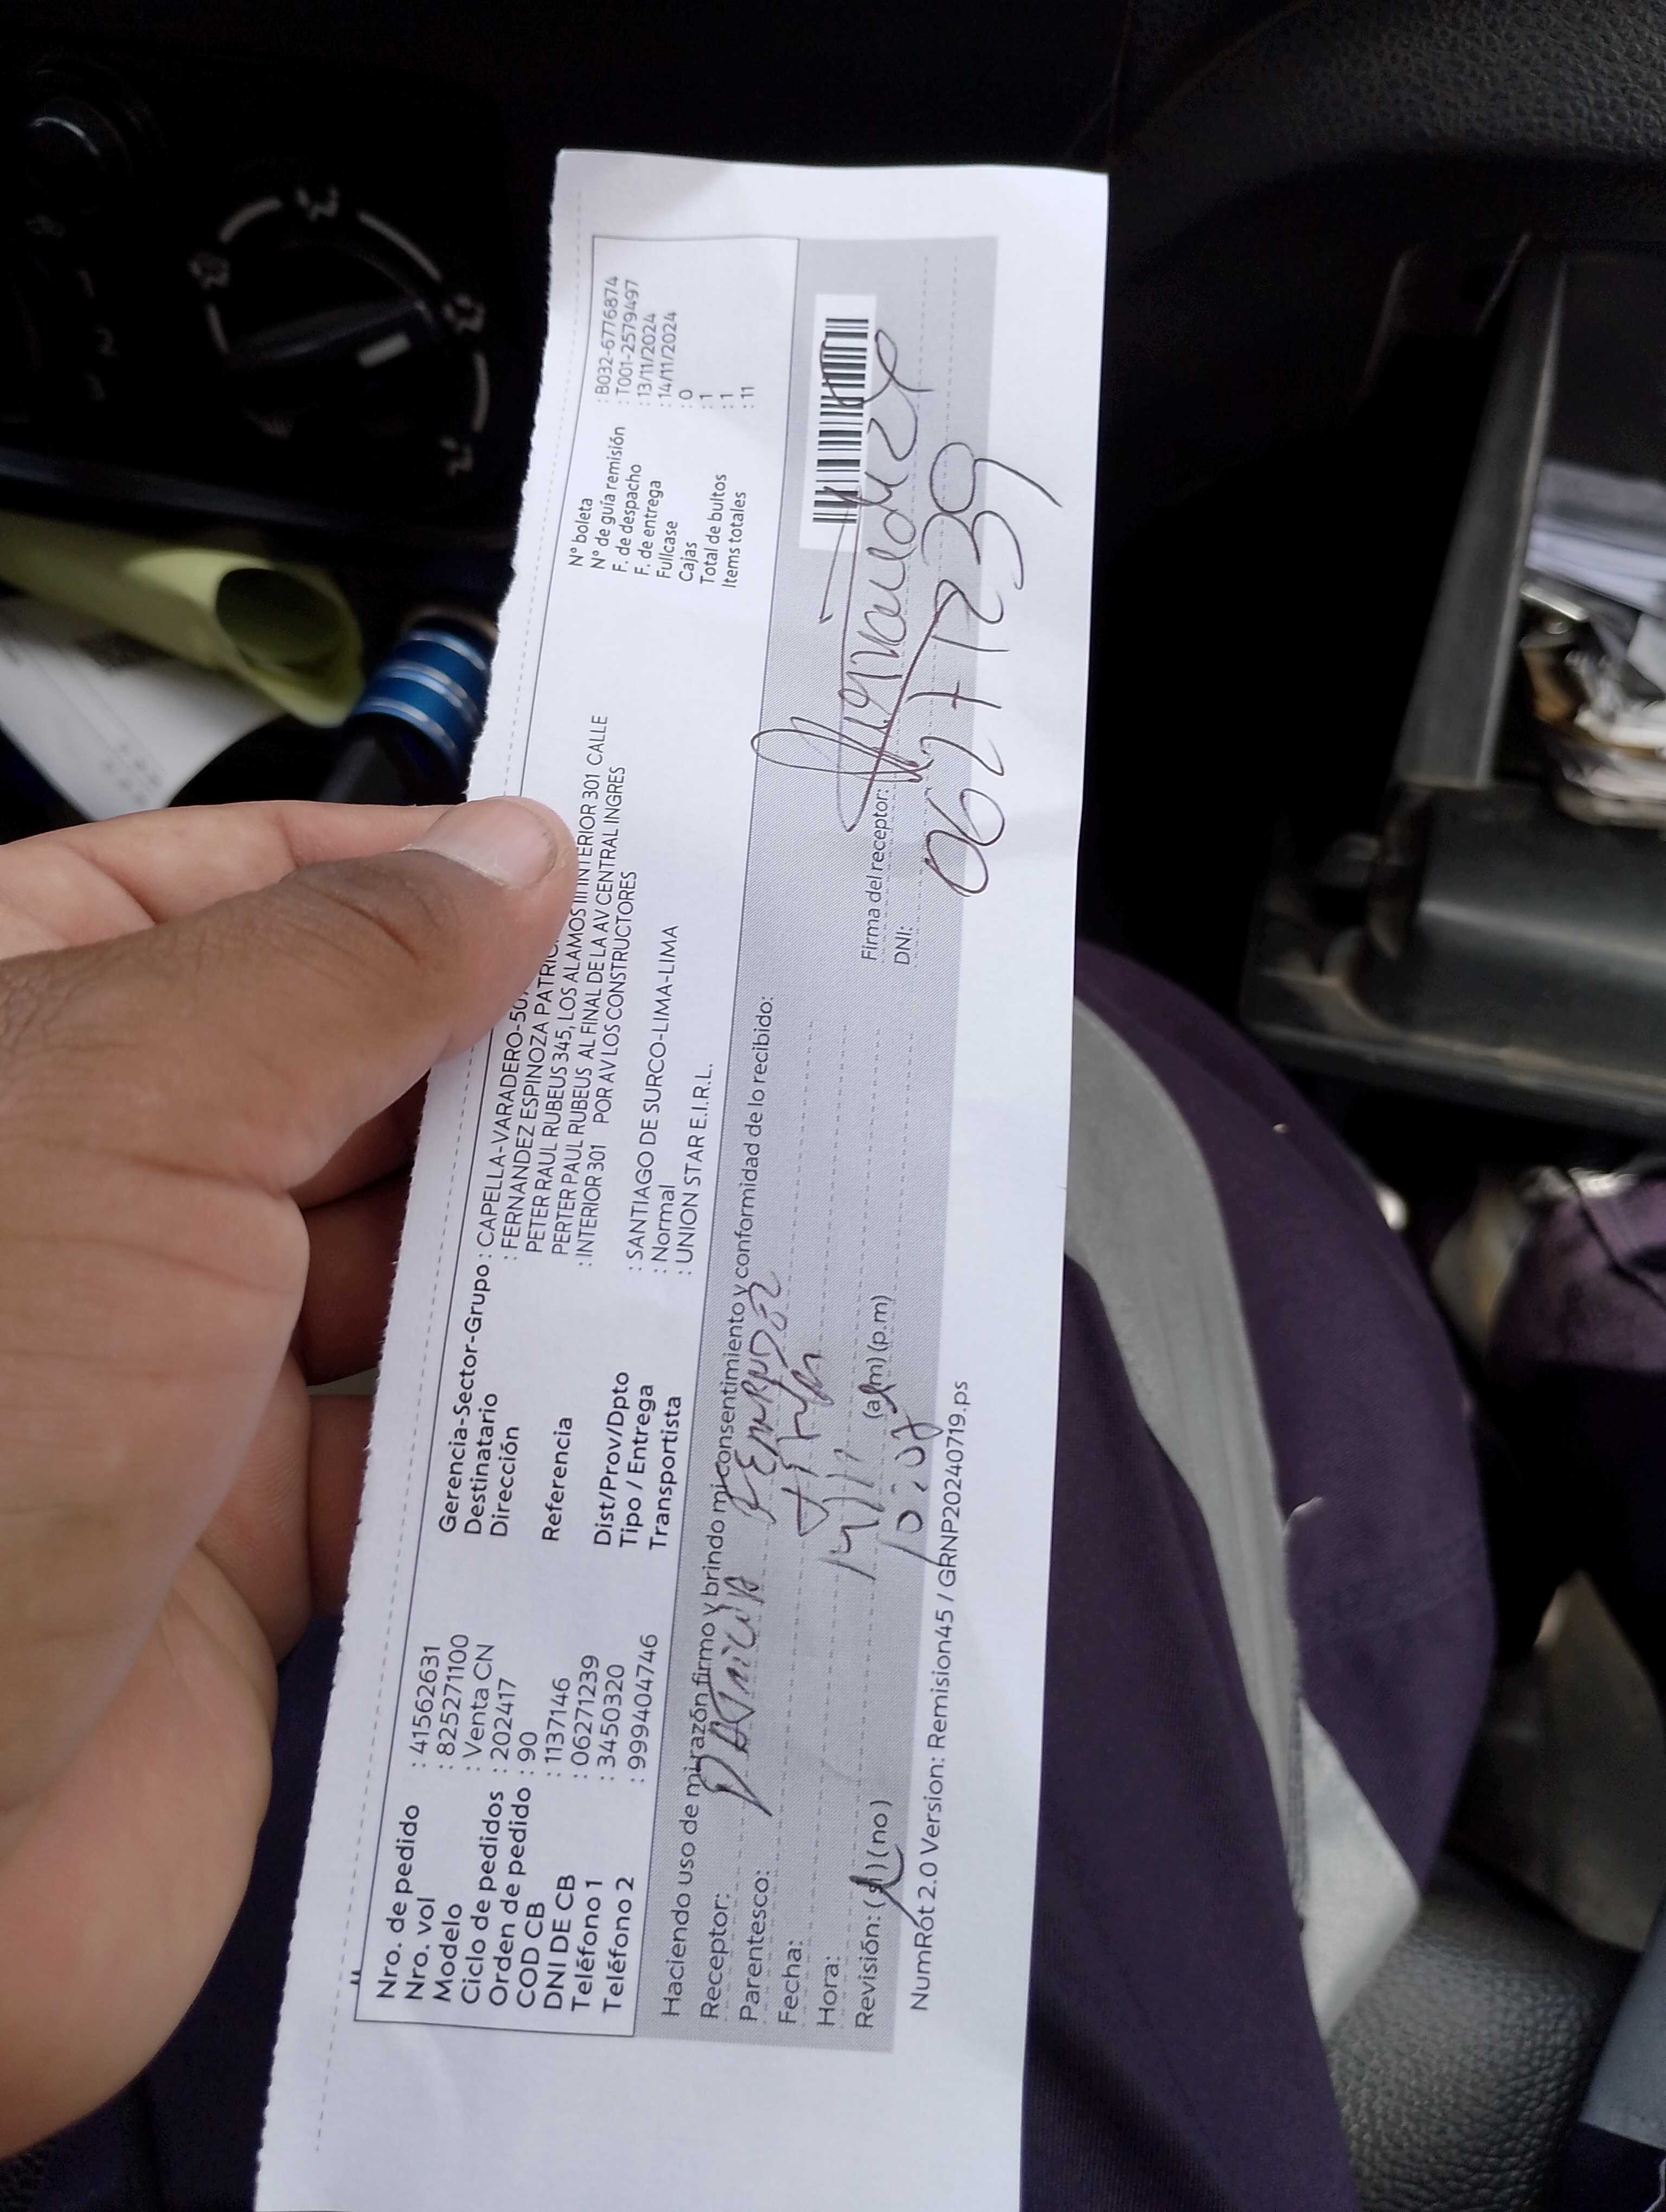 Nro. de pedido : 41562631
Nro. vol : 825271100
Modelo : Venta CN
Ciclo de pedidos : 202417
Orden de pedido : 90
COD CB : 1137146
DNI DE CB : 06271239
Teléfono 1 : 3450320
Teléfono 2 : 999404746
Gerencia-Sector-Grupo : CAPELLA-VARADERO-
Destinatario : FERNANDEZ ESPINOZA
Dirección PETER RAUL RUBEUS 345, LOS ALAMOS INTERIOR 301 CALLE
PERTER PAUL RUBEUS AL FINAL DE LA AV CENTRAL INGRES
Referencia : INTERIOR 301 POR AV LOS CONSTRUCTORES
Dist/Prov/Dpto : SANTIAGO DE SURCO-LIMA-LIMA
Tipo / Entrega : Normal
Transportista : UNION STAR E.I.R.L.
N° boleta : B032-6776874
N° de guía remisión : T001-2579497
F. de despacho : 13/11/2024
F. de entrega : 14/11/2024
Fullcase : 0
Cajas : 1
Total de bultos : 1
Items totales : 11
Haciendo uso de mi razón firmo y brindo mi consentimiento y conformidad de lo recibido:
Receptor: PATRICIA FERNANDEZ
Parentesco:
Fecha: 14/11
Hora: 10:07 (a.m) (p.m)
Revisión: (si) (no)
Firma del receptor:
DNI: 06271239
NumRot 2.0 Version: Remision45 / GRNP20240719.ps